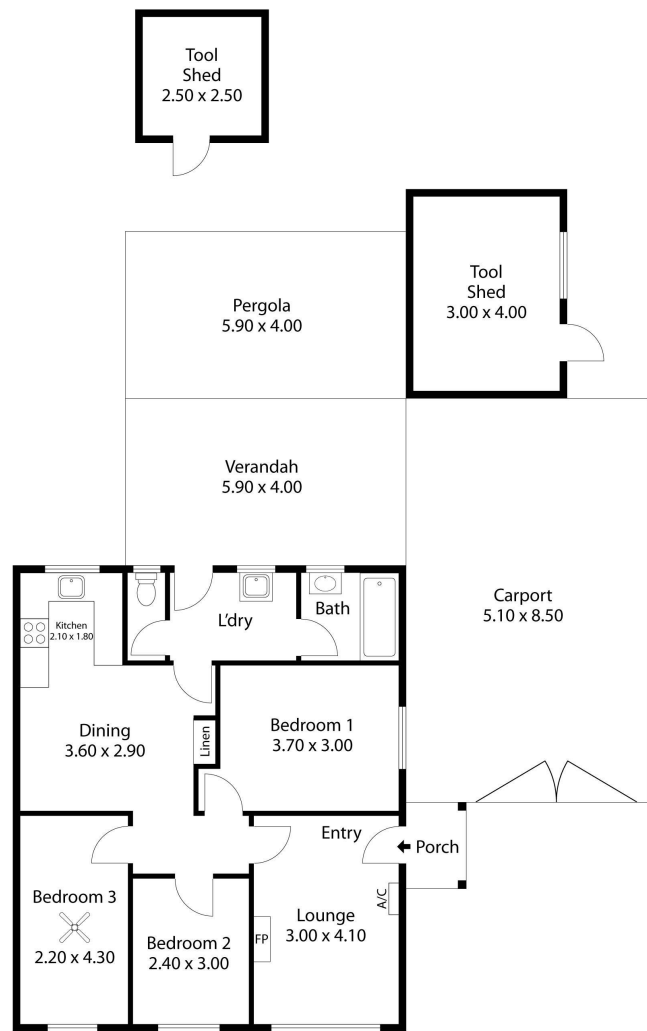 Tool
Shed
2.50 x 2.50
Tool
Shed
3.00 x 4.00
Pergola
5.90 x 4.00
Verandah
5.90 x 4.00
Kitchen
2.10 x 1.80
L'dry
Bath
Carport
5.10 x 8.50
Dining
3.60 x 2.90
Linen
Bedroom 1
3.70 x 3.00
Entry
Porch
A/C
Bedroom 3
2.20 x 4.30
Bedroom 2
2.40 x 3.00
FP
Lounge
3.00 x 4.10